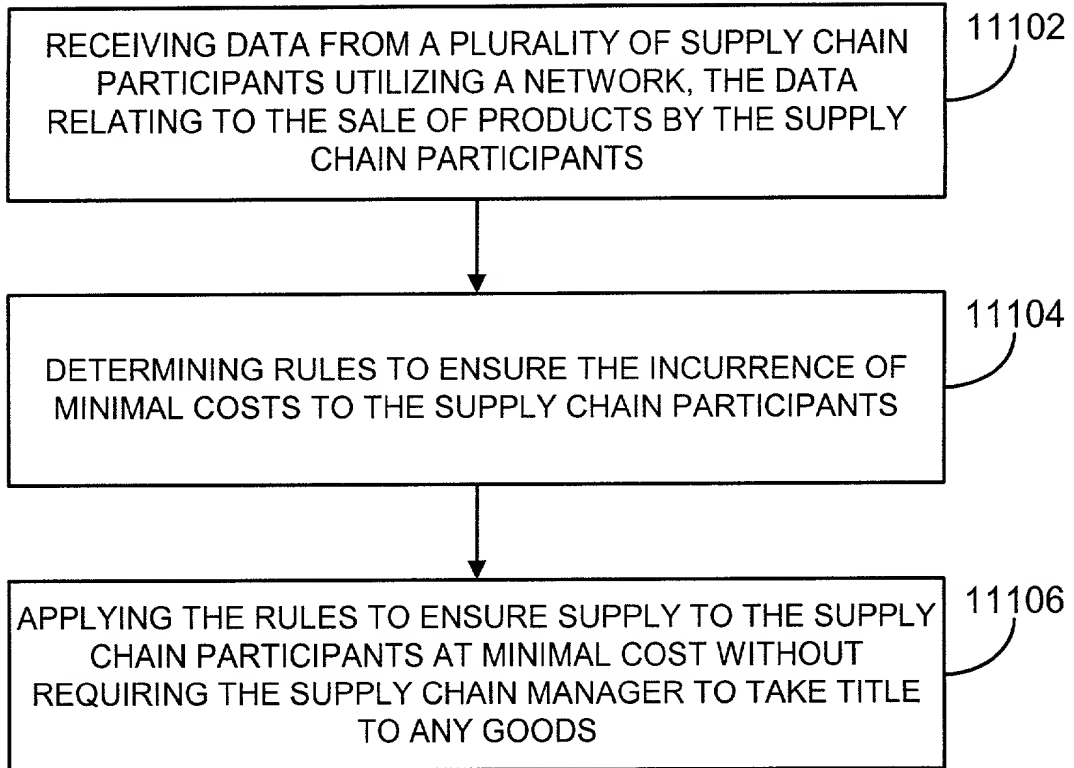 RECEIVING DATA FROM A PLURALITY OF SUPPLY CHAIN
PARTICIPANTS UTILIZING A NETWORK, THE DATA
RELATING TO THE SALE OF PRODUCTS BY THE SUPPLY
CHAIN PARTICIPANTS
11102
DETERMINING RULES TO ENSURE THE INCURRENCE OF
MINIMAL COSTS TO THE SUPPLY CHAIN PARTICIPANTS
11104
APPLYING THE RULES TO ENSURE SUPPLY TO THE SUPPLY
CHAIN PARTICIPANTS AT MINIMAL COST WITHOUT
REQUIRING THE SUPPLY CHAIN MANAGER TO TAKE TITLE
TO ANY GOODS
11106